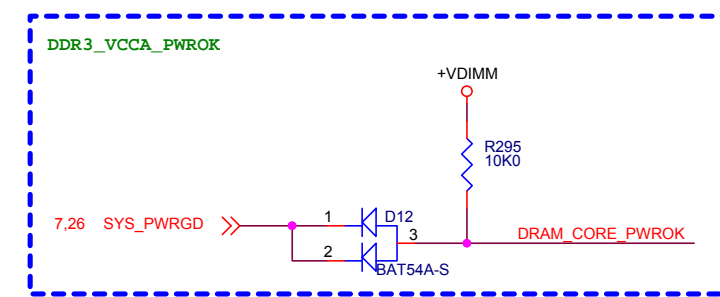 DDR3_VCCA_PWROK
+VDIMM
R295
10K0
7,26 SYS_PWRGD
1
D12
3
DRAM_CORE_PWROK
2
BAT54A-S